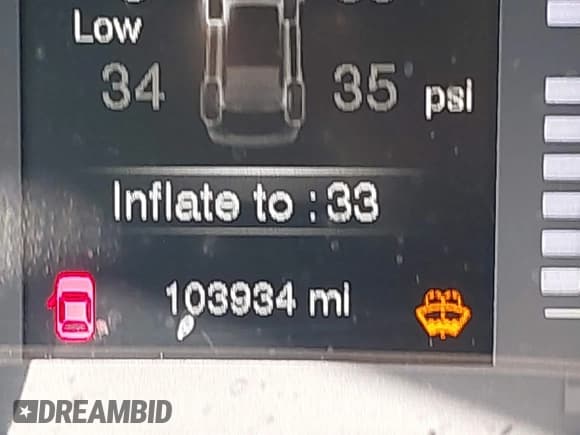 Low
34 35 psi
Inflate to : 33
103934 mi
DREAMBID